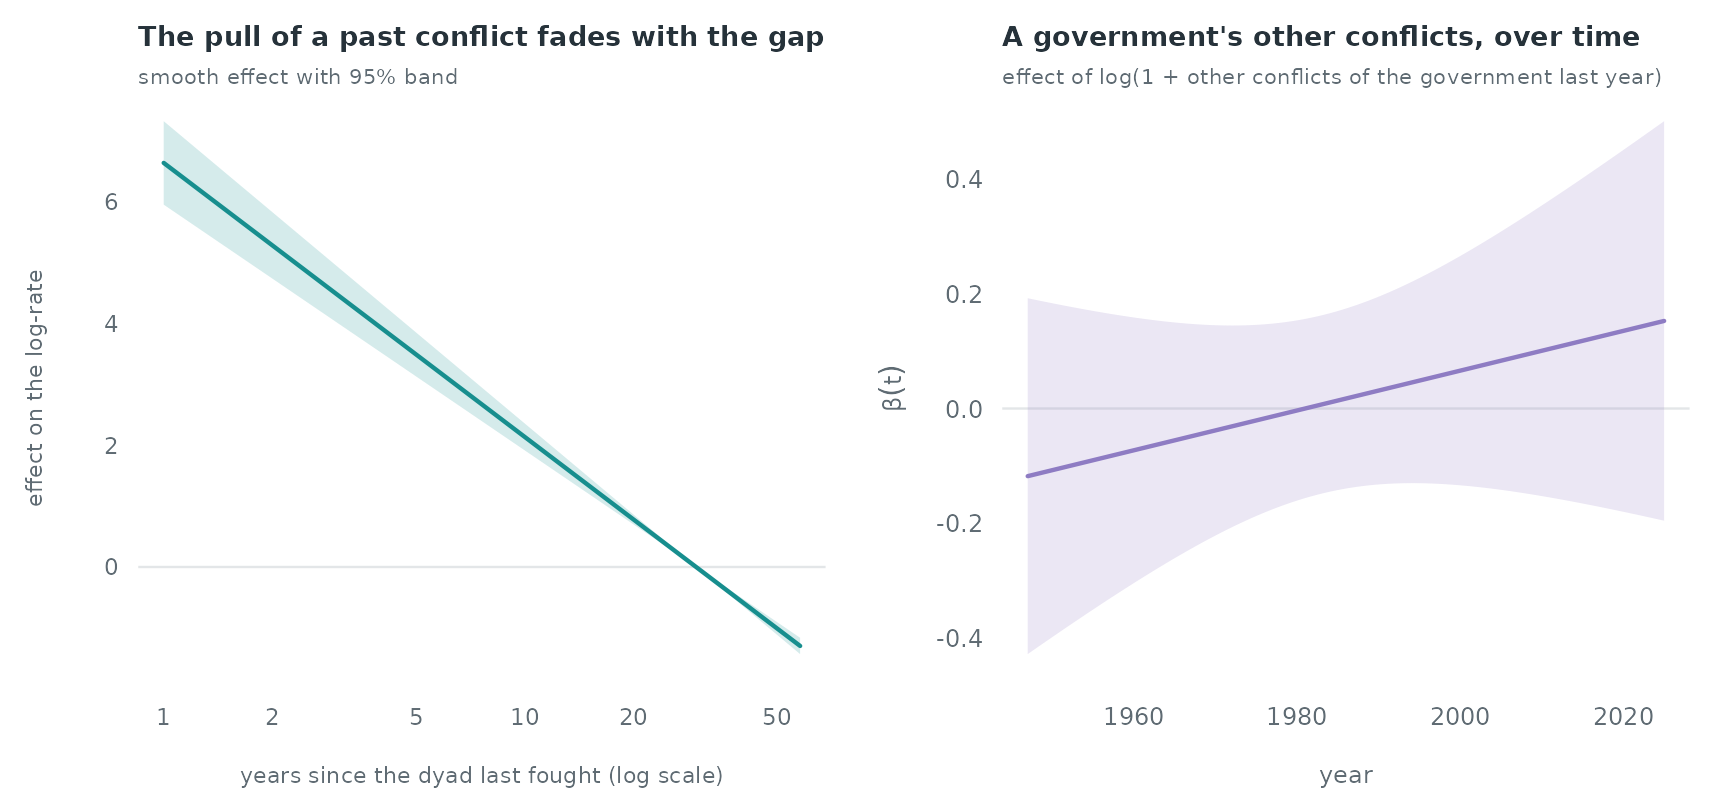 The pull of a past conflict fades with the gap
smooth effect with 95% band
effect on the log-rate
6
4
2
0
1 2 5 10 20 50
years since the dyad last fought (log scale)
A government's other conflicts, over time
effect of log(1 + other conflicts of the government last year)
β(t)
0.4
0.2
0.0
-0.2
-0.4
1960 1980 2000 2020
year